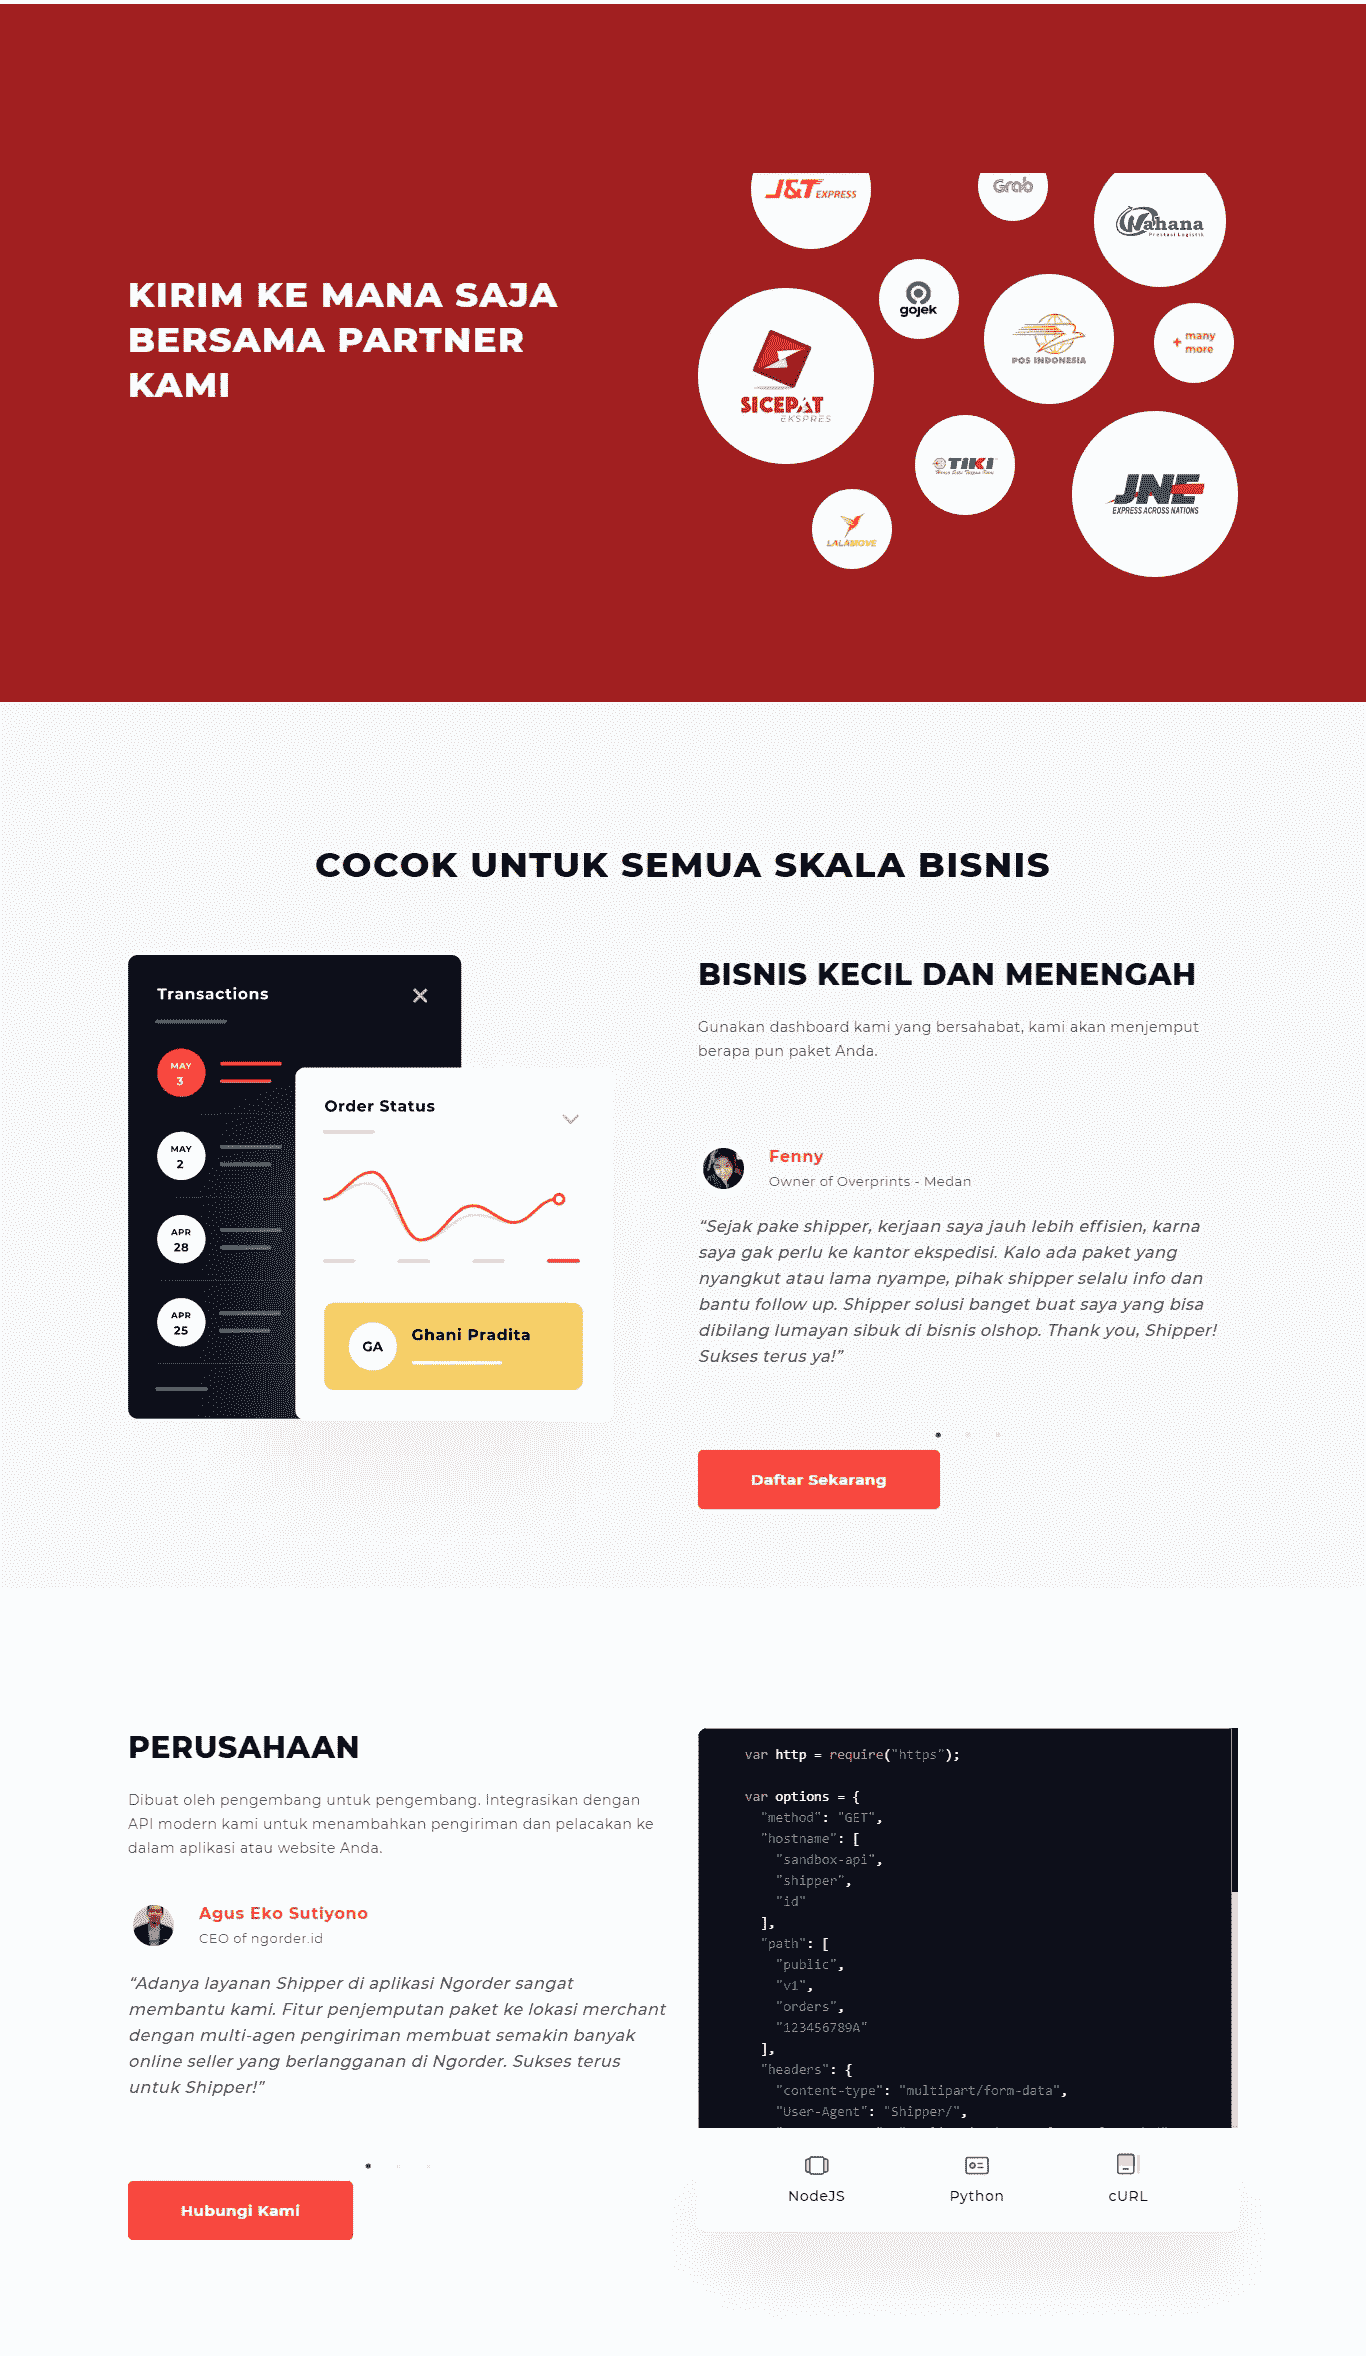 KIRIM KE MANA SAJA
BERSAMA PARTNER
KAMI
J&T EXPRESS
Grab
Wahana
Prestasi Logistik
gojek
POS INDONESIA
+ many
more
SICEPAT
EKSPRES
TIKI
JNE
EXPRESS ACROSS NATIONS
LALAMOVE
COCOK UNTUK SEMUA SKALA BISNIS
Transactions
MAY
3
MAY
2
APR
28
APR
25
Order Status
GA
Ghani Pradita
BISNIS KECIL DAN MENENGAH
Gunakan dashboard kami yang bersahabat, kami akan menjemput
berapa pun paket Anda.
Fenny
Owner of Overprints - Medan
“Sejak pake shipper, kerjaan saya jauh lebih effisien, karna
saya gak perlu ke kantor ekspedisi. Kalo ada paket yang
nyangkut atau lama nyampe, pihak shipper selalu info dan
bantu follow up. Shipper solusi banget buat saya yang bisa
dibilang lumayan sibuk di bisnis olshop. Thank you, Shipper!
Sukses terus ya!”
Daftar Sekarang
PERUSAHAAN
Dibuat oleh pengembang untuk pengembang. Integrasikan dengan
API modern kami untuk menambahkan pengiriman dan pelacakan ke
dalam aplikasi atau website Anda.
Agus Eko Sutiyono
CEO of ngorder.id
“Adanya layanan Shipper di aplikasi Ngorder sangat
membantu kami. Fitur penjemputan paket ke lokasi merchant
dengan multi-agen pengiriman membuat semakin banyak
online seller yang berlangganan di Ngorder. Sukses terus
untuk Shipper!”
Hubungi Kami
var http = require("https");
var options = {
"method": "GET",
"hostname": [
"sandbox-api",
"shipper",
"id"
],
"path": [
"public",
"v1",
"orders",
"123456789A"
],
"headers": {
"content-type": "multipart/form-data",
"User-Agent": "Shipper/",
NodeJS
Python
cURL